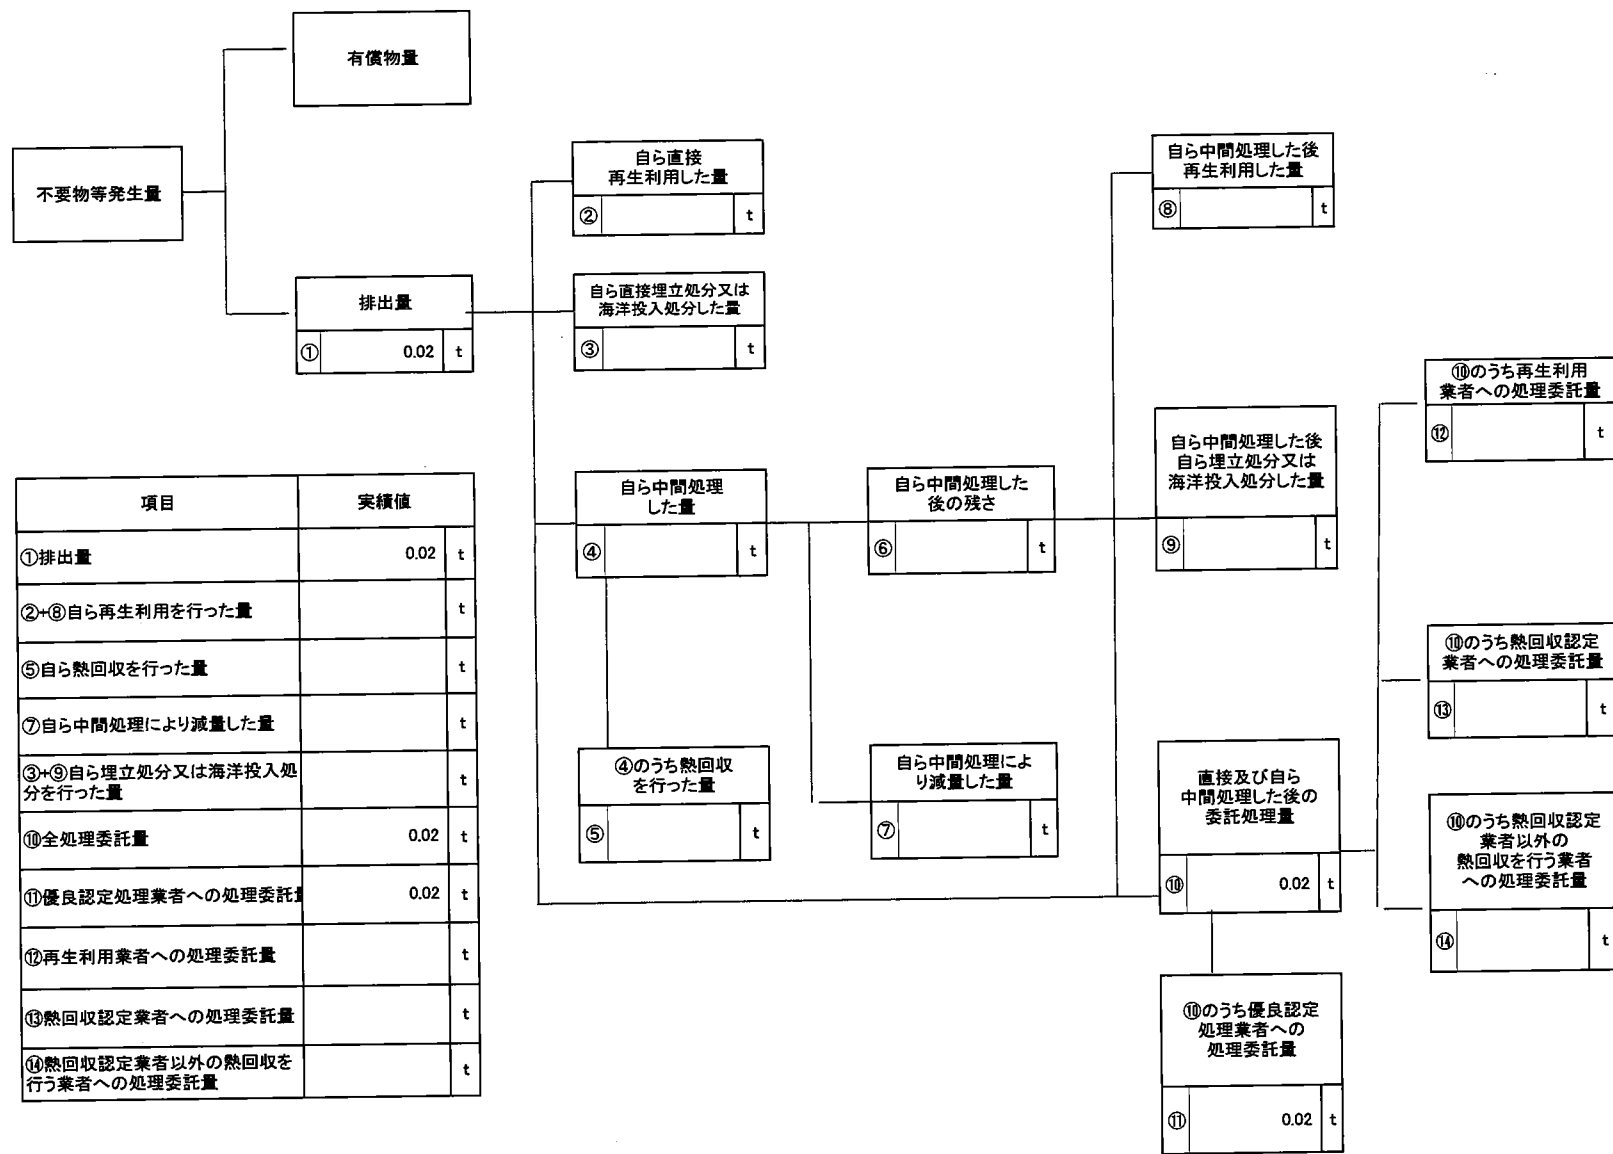 有償物量
不要物等発生量
排出量
① 0.02 t
自ら直接
再生利用した量
② t
自ら直接埋立処分又は
海洋投入処分した量
③ t
自ら中間処理
した量
④ t
④のうち熱回収
を行った量
⑤ t
自ら中間処理した
後の残さ
⑥ t
自ら中間処理によ
り減量した量
⑦ t
自ら中間処理した後
再生利用した量
⑧ t
自ら中間処理した後
自ら埋立処分又は
海洋投入処分した量
⑨ t
直接及び自ら
中間処理した後の
委託処理量
⑩ 0.02 t
⑩のうち優良認定
処理業者への
処理委託量
⑪ 0.02 t
⑩のうち再生利用
業者への処理委託量
⑫ t
⑩のうち熱回収認定
業者への処理委託量
⑬ t
⑩のうち熱回収認定
業者以外の
熱回収を行う業者
への処理委託量
⑭ t
項目 実績値
①排出量 0.02 t
②+⑧自ら再生利用を行った量 t
⑤自ら熱回収を行った量 t
⑦自ら中間処理により減量した量 t
③+⑨自ら埋立処分又は海洋投入処
分を行った量 t
⑩全処理委託量 0.02 t
⑪優良認定処理業者への処理委託量 0.02 t
⑫再生利用業者への処理委託量 t
⑬熱回収認定業者への処理委託量 t
⑭熱回収認定業者以外の熱回収を
行う業者への処理委託量 t